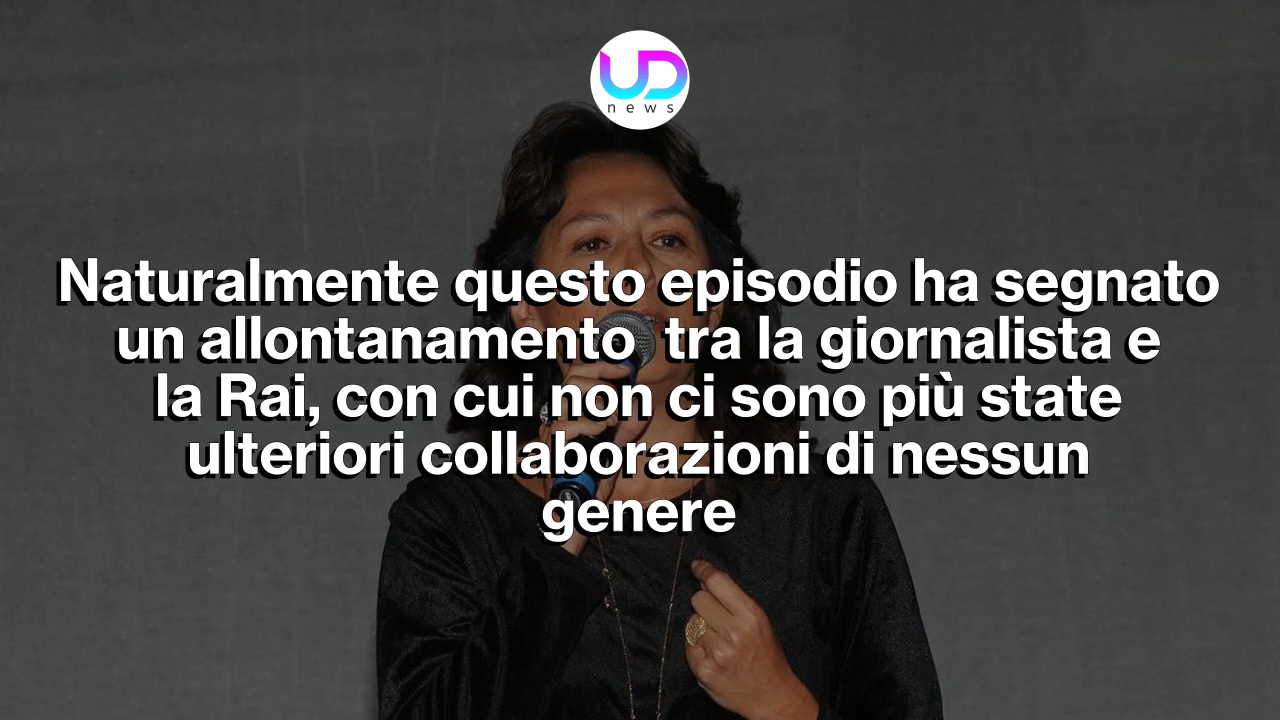 UD
news
Naturalmente questo episodio ha segnato
un allontanamento  tra la giornalista e
la Rai, con cui non ci sono più state
ulteriori collaborazioni di nessun
genere